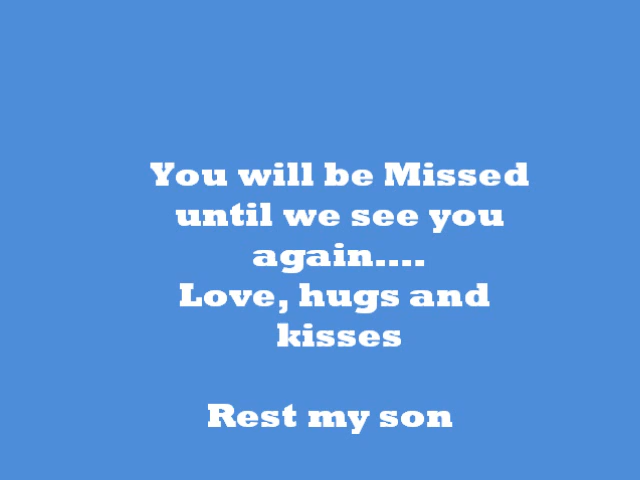 You will be Missed
until we see you
again....
Love, hugs and
kisses
Rest my son